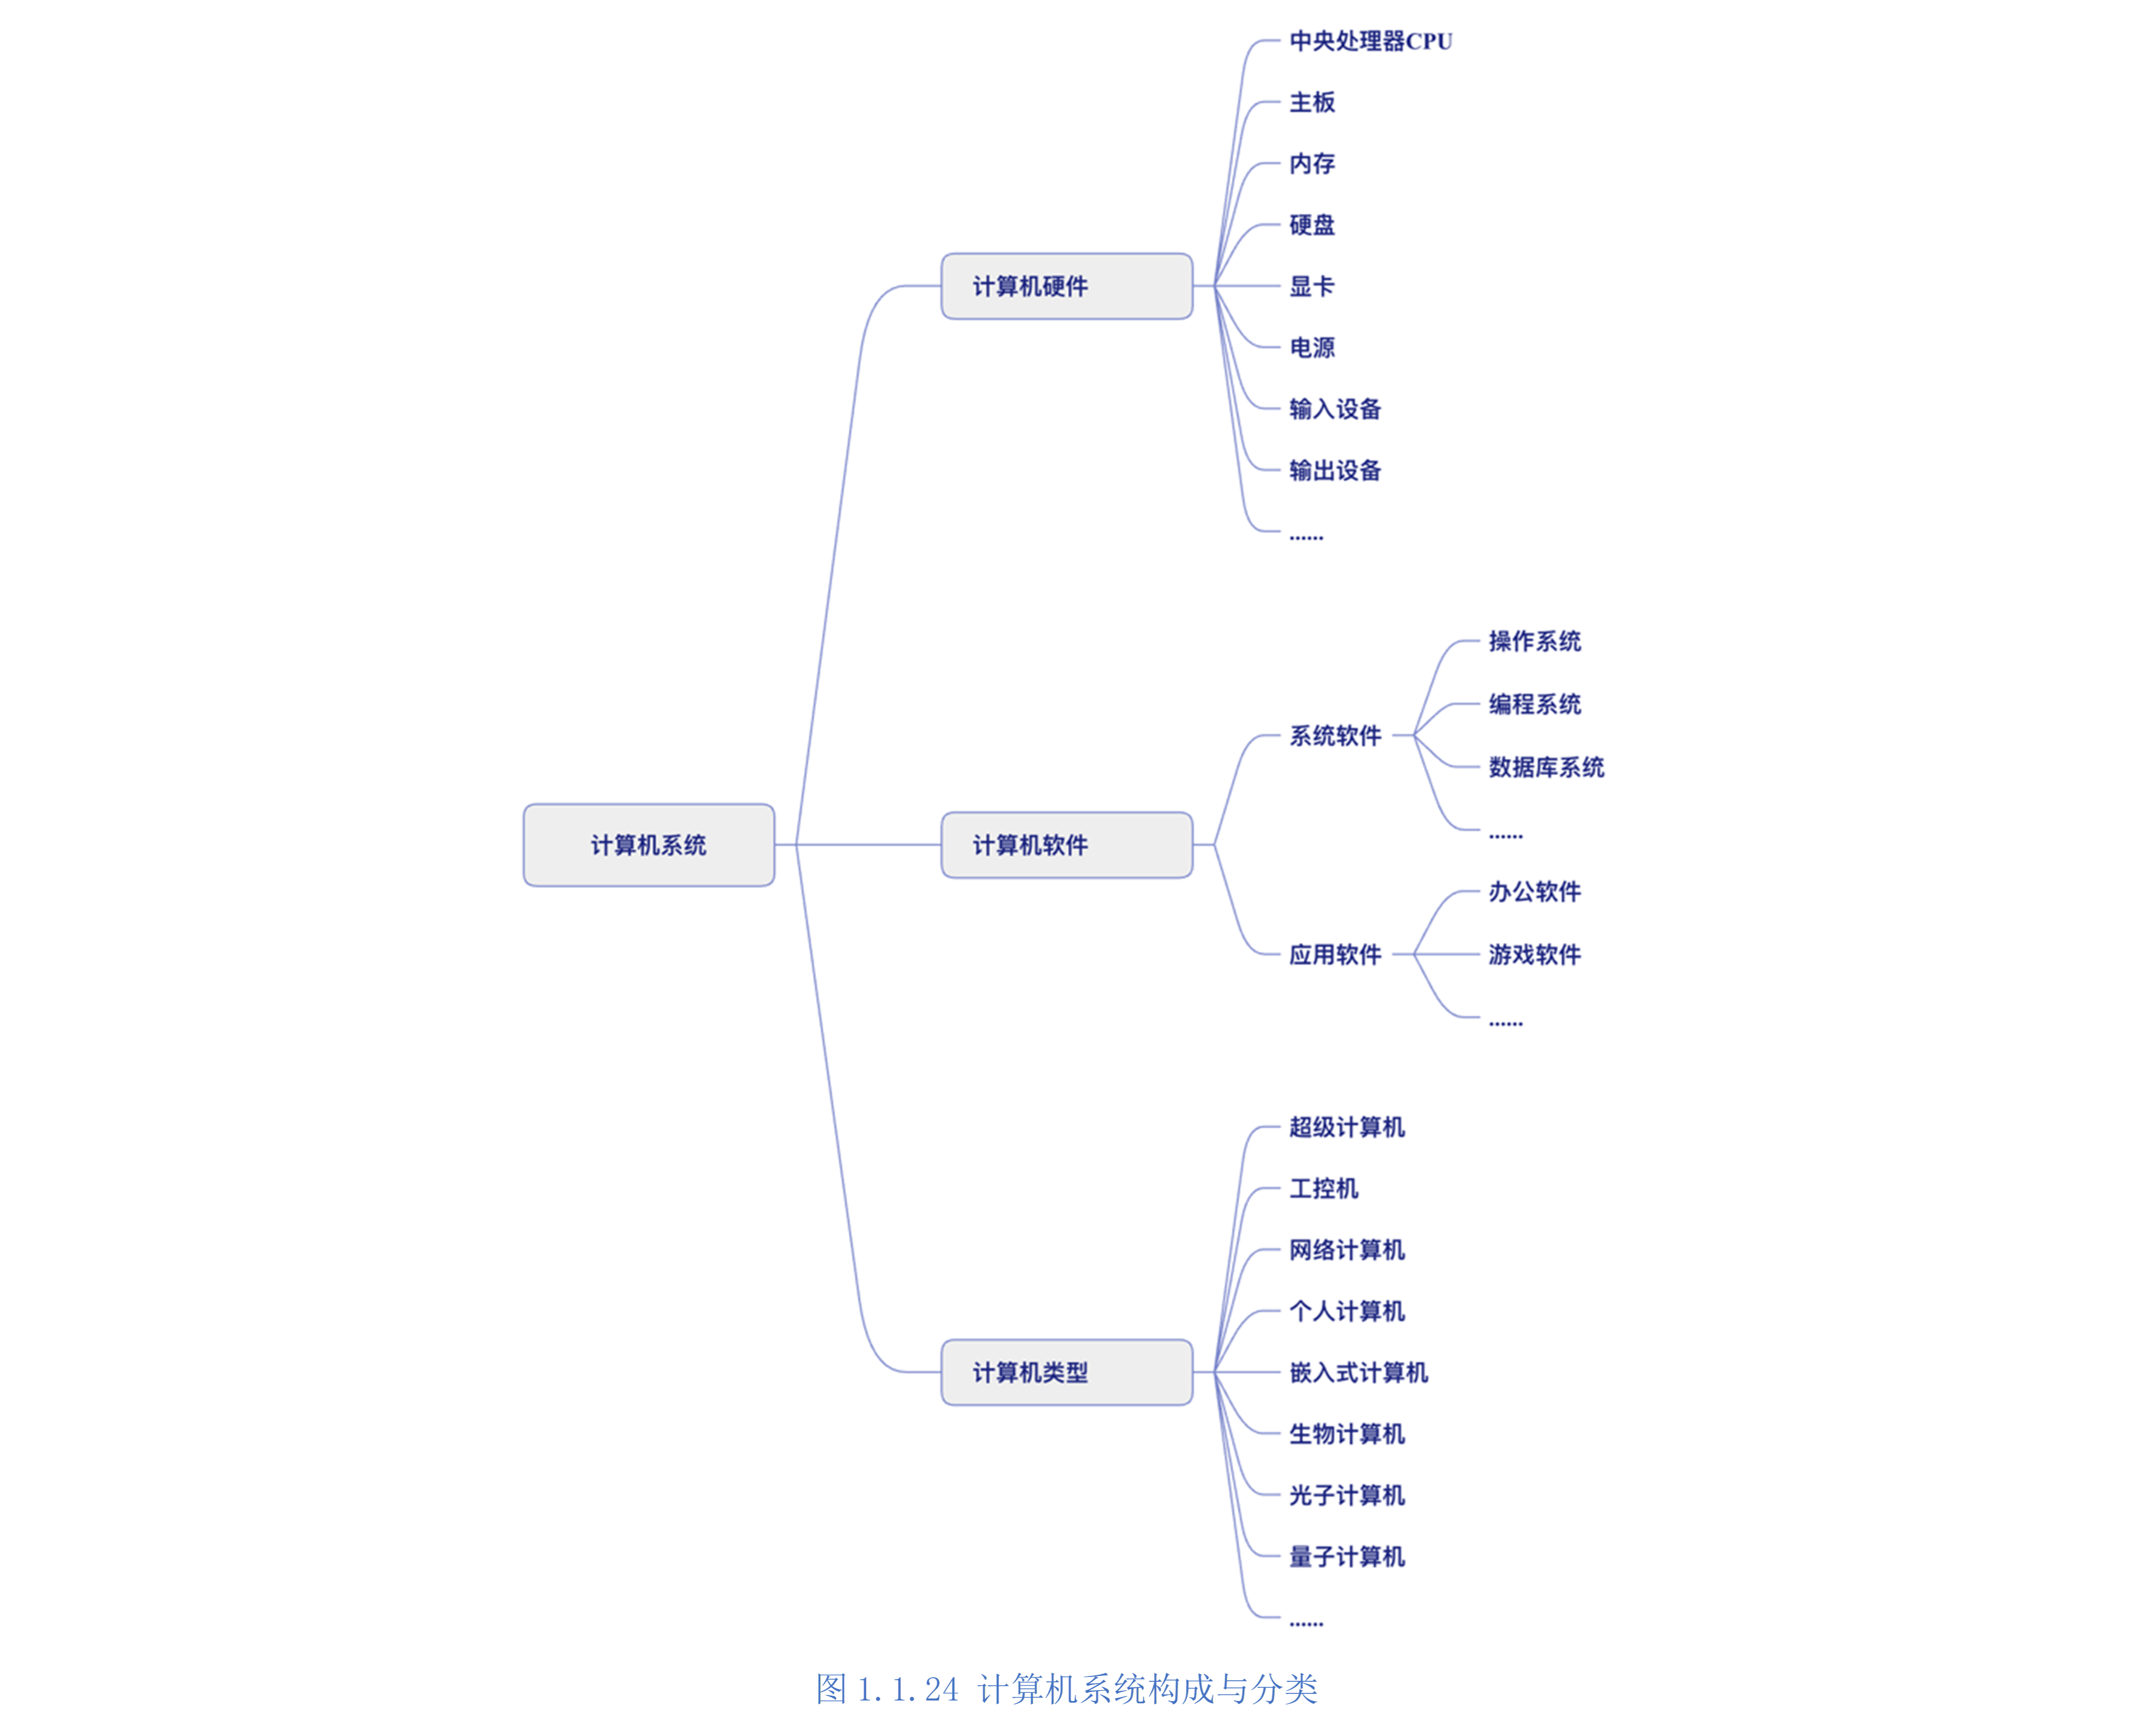 计算机系统
计算机硬件
中央处理器CPU
主板
内存
硬盘
显卡
电源
输入设备
输出设备
......
计算机软件
系统软件
操作系统
编程系统
数据库系统
......
应用软件
办公软件
游戏软件
......
计算机类型
超级计算机
工控机
网络计算机
个人计算机
嵌入式计算机
生物计算机
光子计算机
量子计算机
......
图1.1.24 计算机系统构成与分类